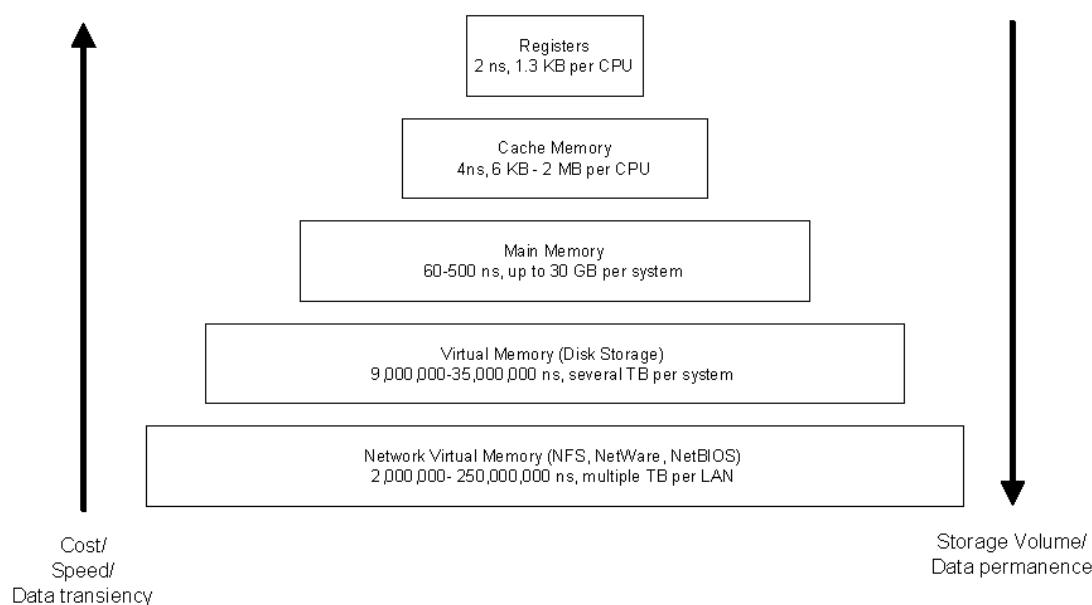 Registers
2 ns, 1.3 KB per CPU
Cache Memory
4ns, 6 KB - 2 MB per CPU
Main Memory
60-500 ns, up to 30 GB per system
Virtual Memory (Disk Storage)
9,000,000-35,000,000 ns, several TB per system
Network Virtual Memory (NFS, NetWare, NetBIOS)
2,000,000- 250,000,000 ns, multiple TB per LAN
Cost/
Speed/
Data transiency
Storage Volume/
Data permanence